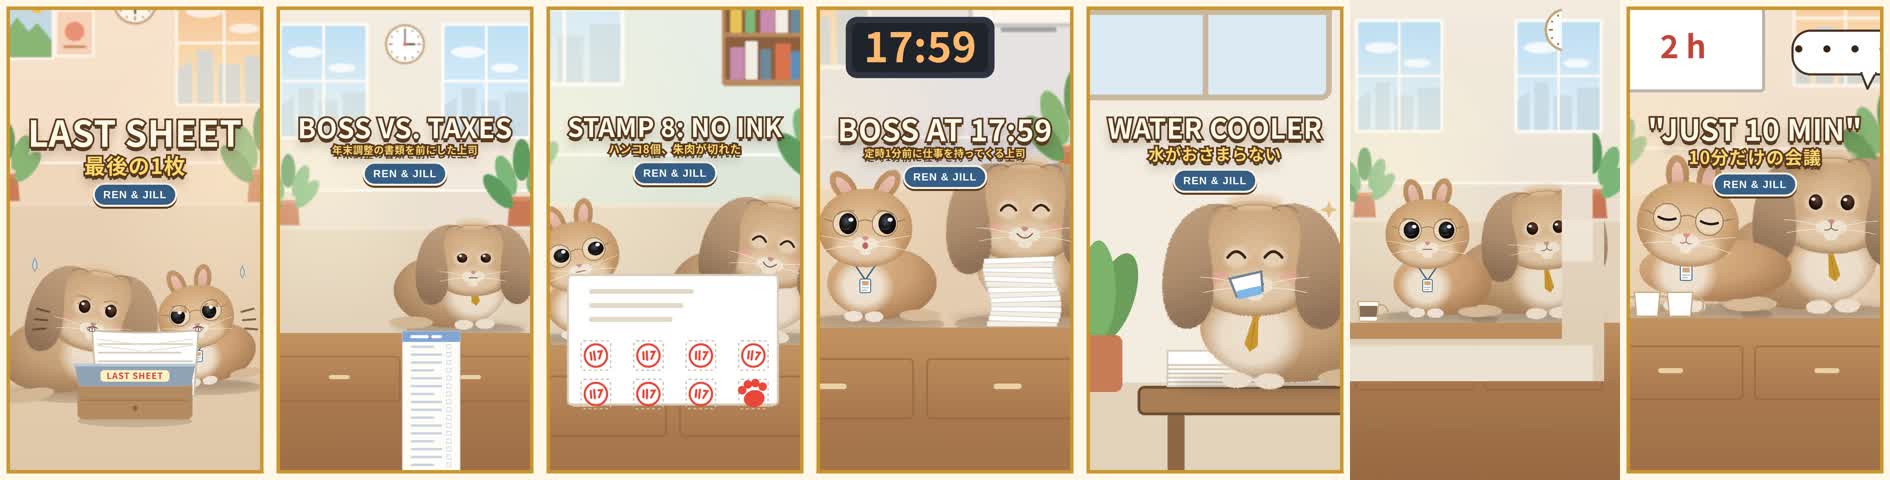 LAST SHEET
最後の1枚
REN & JILL
LAST SHEET
BOSS VS. TAXES
年末調整の書類を前にした上司
REN & JILL
STAMP 8: NO INK
ハンコ8個、朱肉が切れた
REN & JILL
17:59
BOSS AT 17:59
定時1分前に仕事を持ってくる上司
REN & JILL
WATER COOLER
水がおさまらない
REN & JILL
2 h
"JUST 10 MIN"
10分だけの会議
REN & JILL